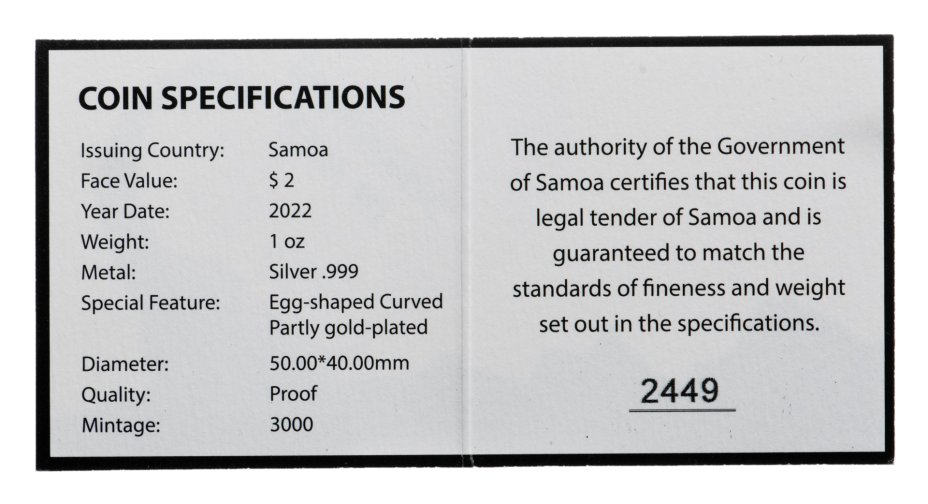 COIN SPECIFICATIONS
Issuing Country: Samoa
Face Value: $ 2
Year Date: 2022
Weight: 1 oz
Metal: Silver .999
Special Feature: Egg-shaped Curved
Partly gold-plated
Diameter: 50.00*40.00mm
Quality: Proof
Mintage: 3000
The authority of the Government
of Samoa certifies that this coin is
legal tender of Samoa and is
guaranteed to match the
standards of fineness and weight
set out in the specifications.
2449